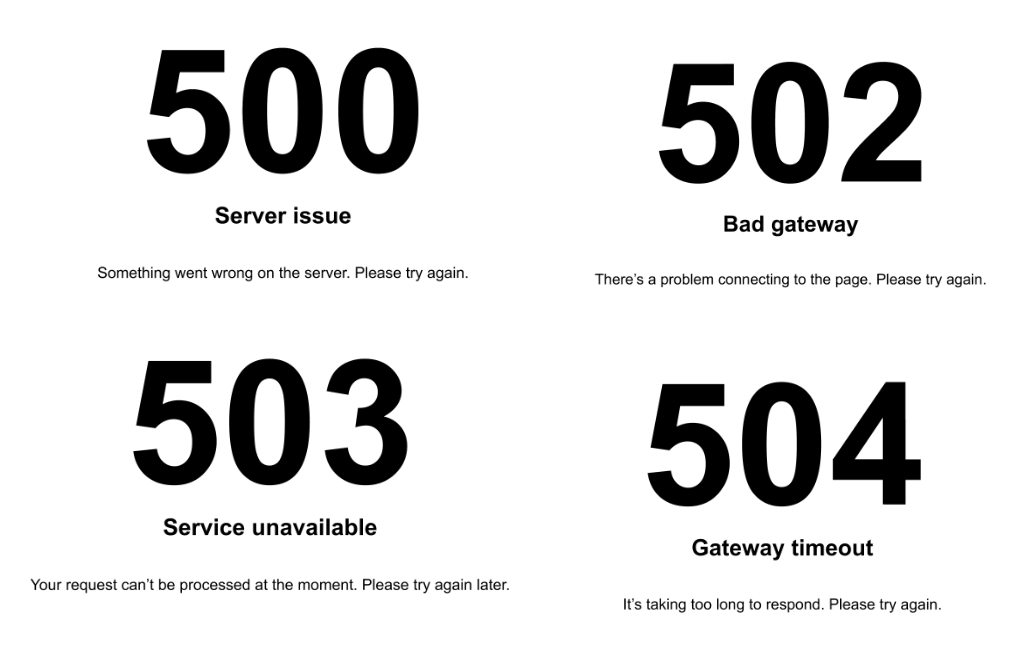 500
Server issue
Something went wrong on the server. Please try again.
502
Bad gateway
There’s a problem connecting to the page. Please try again.
503
Service unavailable
Your request can’t be processed at the moment. Please try again later.
504
Gateway timeout
It’s taking too long to respond. Please try again.